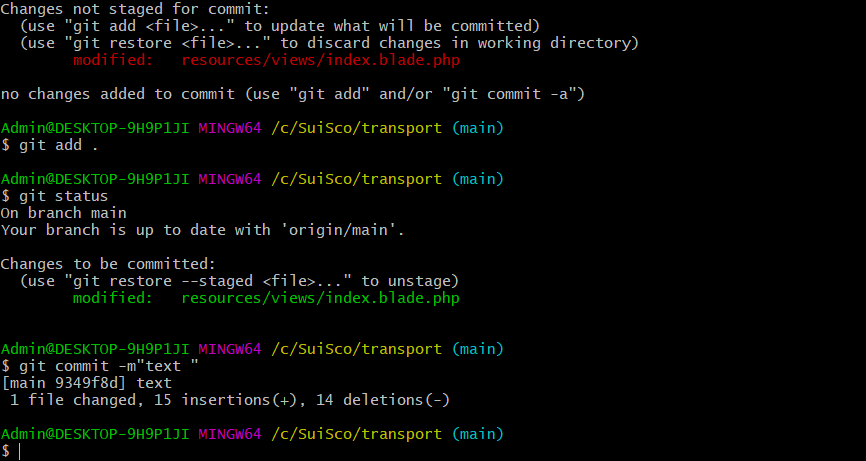 Changes not staged for commit:
  (use "git add <file>..." to update what will be committed)
  (use "git restore <file>..." to discard changes in working directory)
        modified:   resources/views/index.blade.php

no changes added to commit (use "git add" and/or "git commit -a")

Admin@DESKTOP-9H9P1JI MINGW64 /c/SuiSco/transport (main)
$ git add .

Admin@DESKTOP-9H9P1JI MINGW64 /c/SuiSco/transport (main)
$ git status
On branch main
Your branch is up to date with 'origin/main'.

Changes to be committed:
  (use "git restore --staged <file>..." to unstage)
        modified:   resources/views/index.blade.php


Admin@DESKTOP-9H9P1JI MINGW64 /c/SuiSco/transport (main)
$ git commit -m"text "
[main 9349f8d] text
 1 file changed, 15 insertions(+), 14 deletions(-)

Admin@DESKTOP-9H9P1JI MINGW64 /c/SuiSco/transport (main)
$